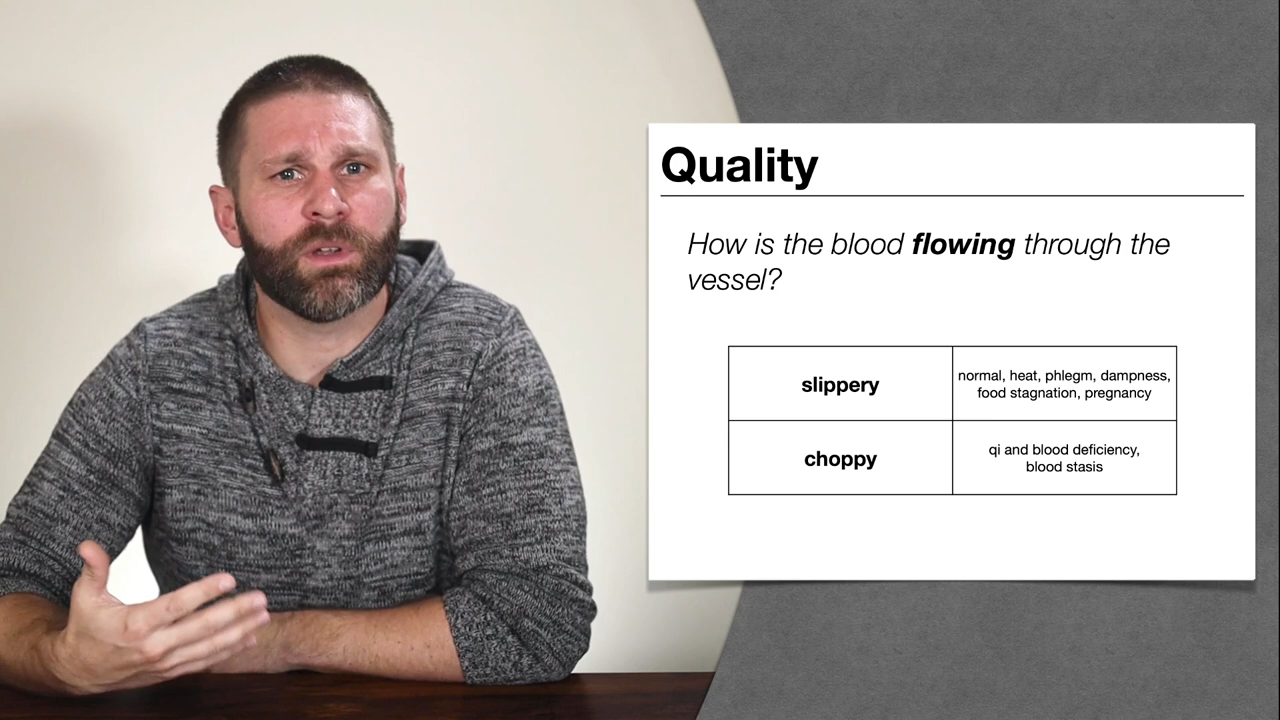 Quality
How is the blood flowing through the
vessel?
slippery
normal, heat, phlegm, dampness,
food stagnation, pregnancy
choppy
qi and blood deficiency,
blood stasis